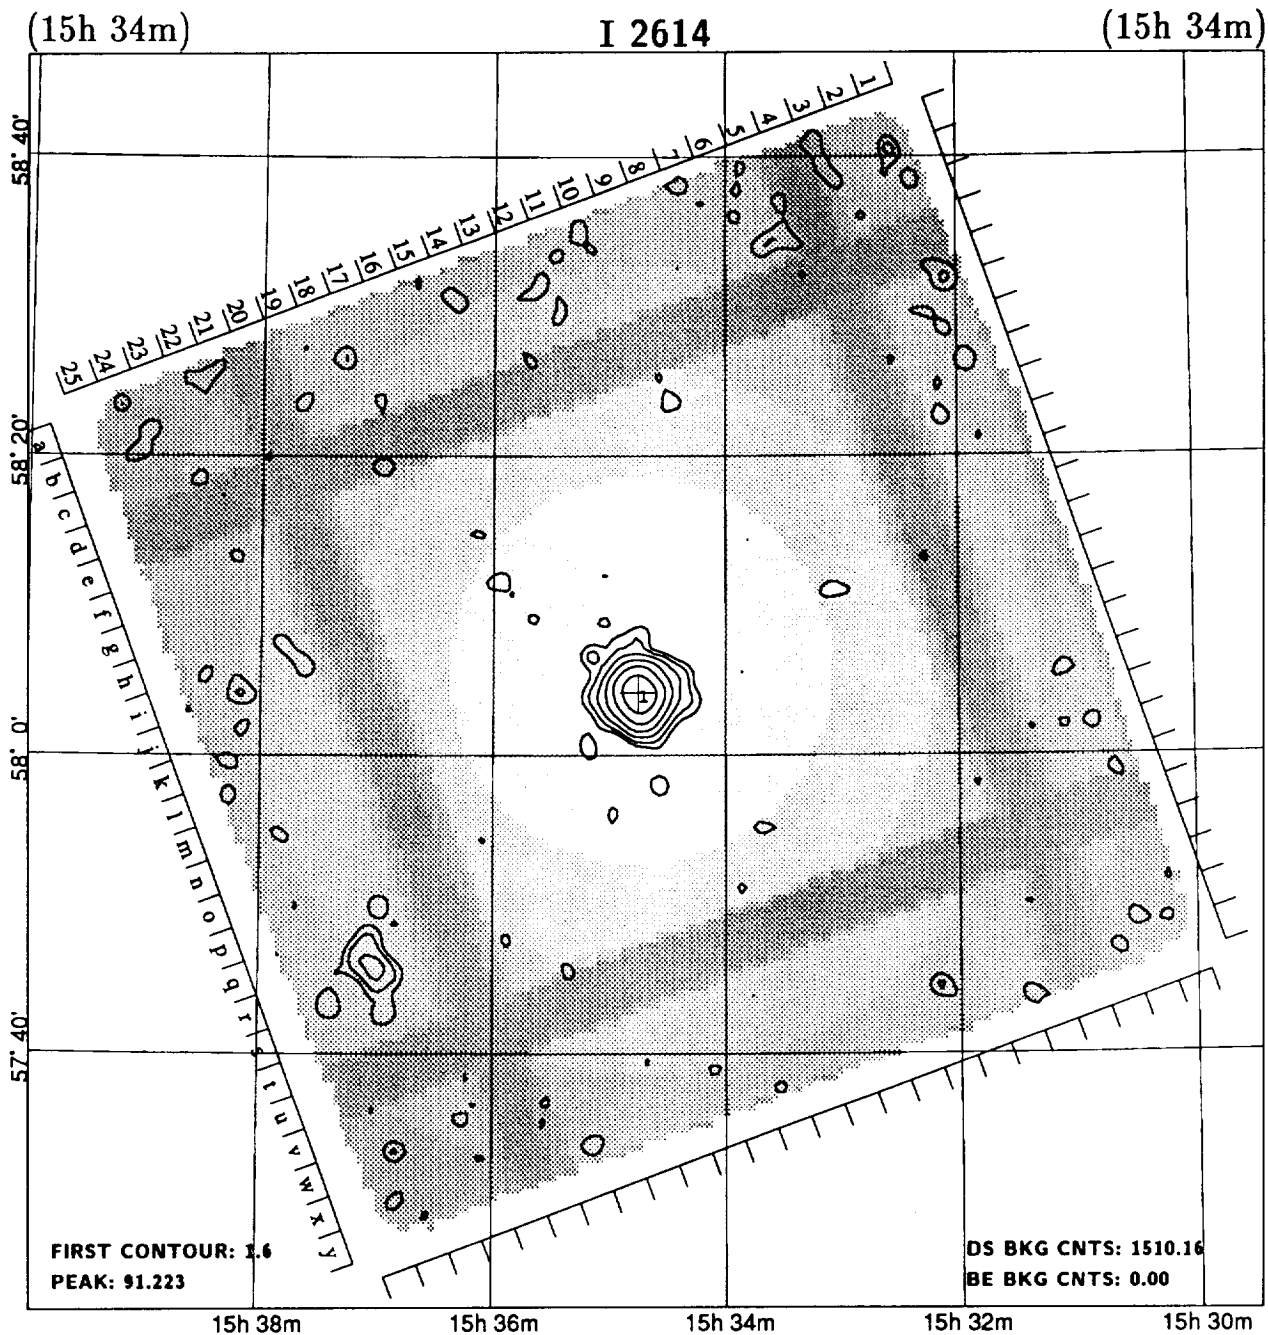 (15h 34m)
I 2614
(15h 34m)
1
2
3
4
5
6
7
8
9
10
11
12
13
14
15
16
17
18
19
20
21
22
23
24
25
58° 40'
58° 20'
58° 0'
57° 40'
a
b
c
d
e
f
g
h
i
j
k
l
m
n
o
p
q
r
s
t
u
v
w
x
y
1
FIRST CONTOUR: 1.6
PEAK: 91.223
DS BKG CNTS: 1510.16
BE BKG CNTS: 0.00
15h 38m
15h 36m
15h 34m
15h 32m
15h 30m